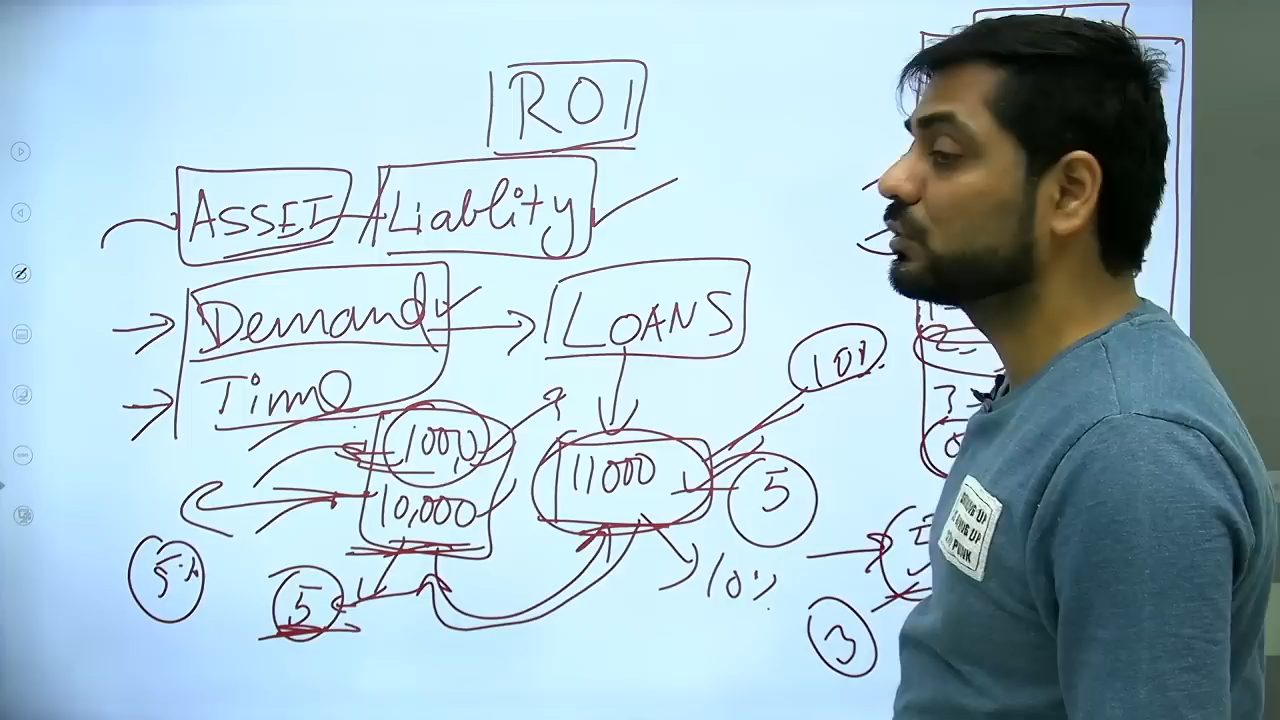 ROI
ASSET Liablity
Demand LOANS
Time
10%
1000
11000
10,000
5
5%
5
10%
3